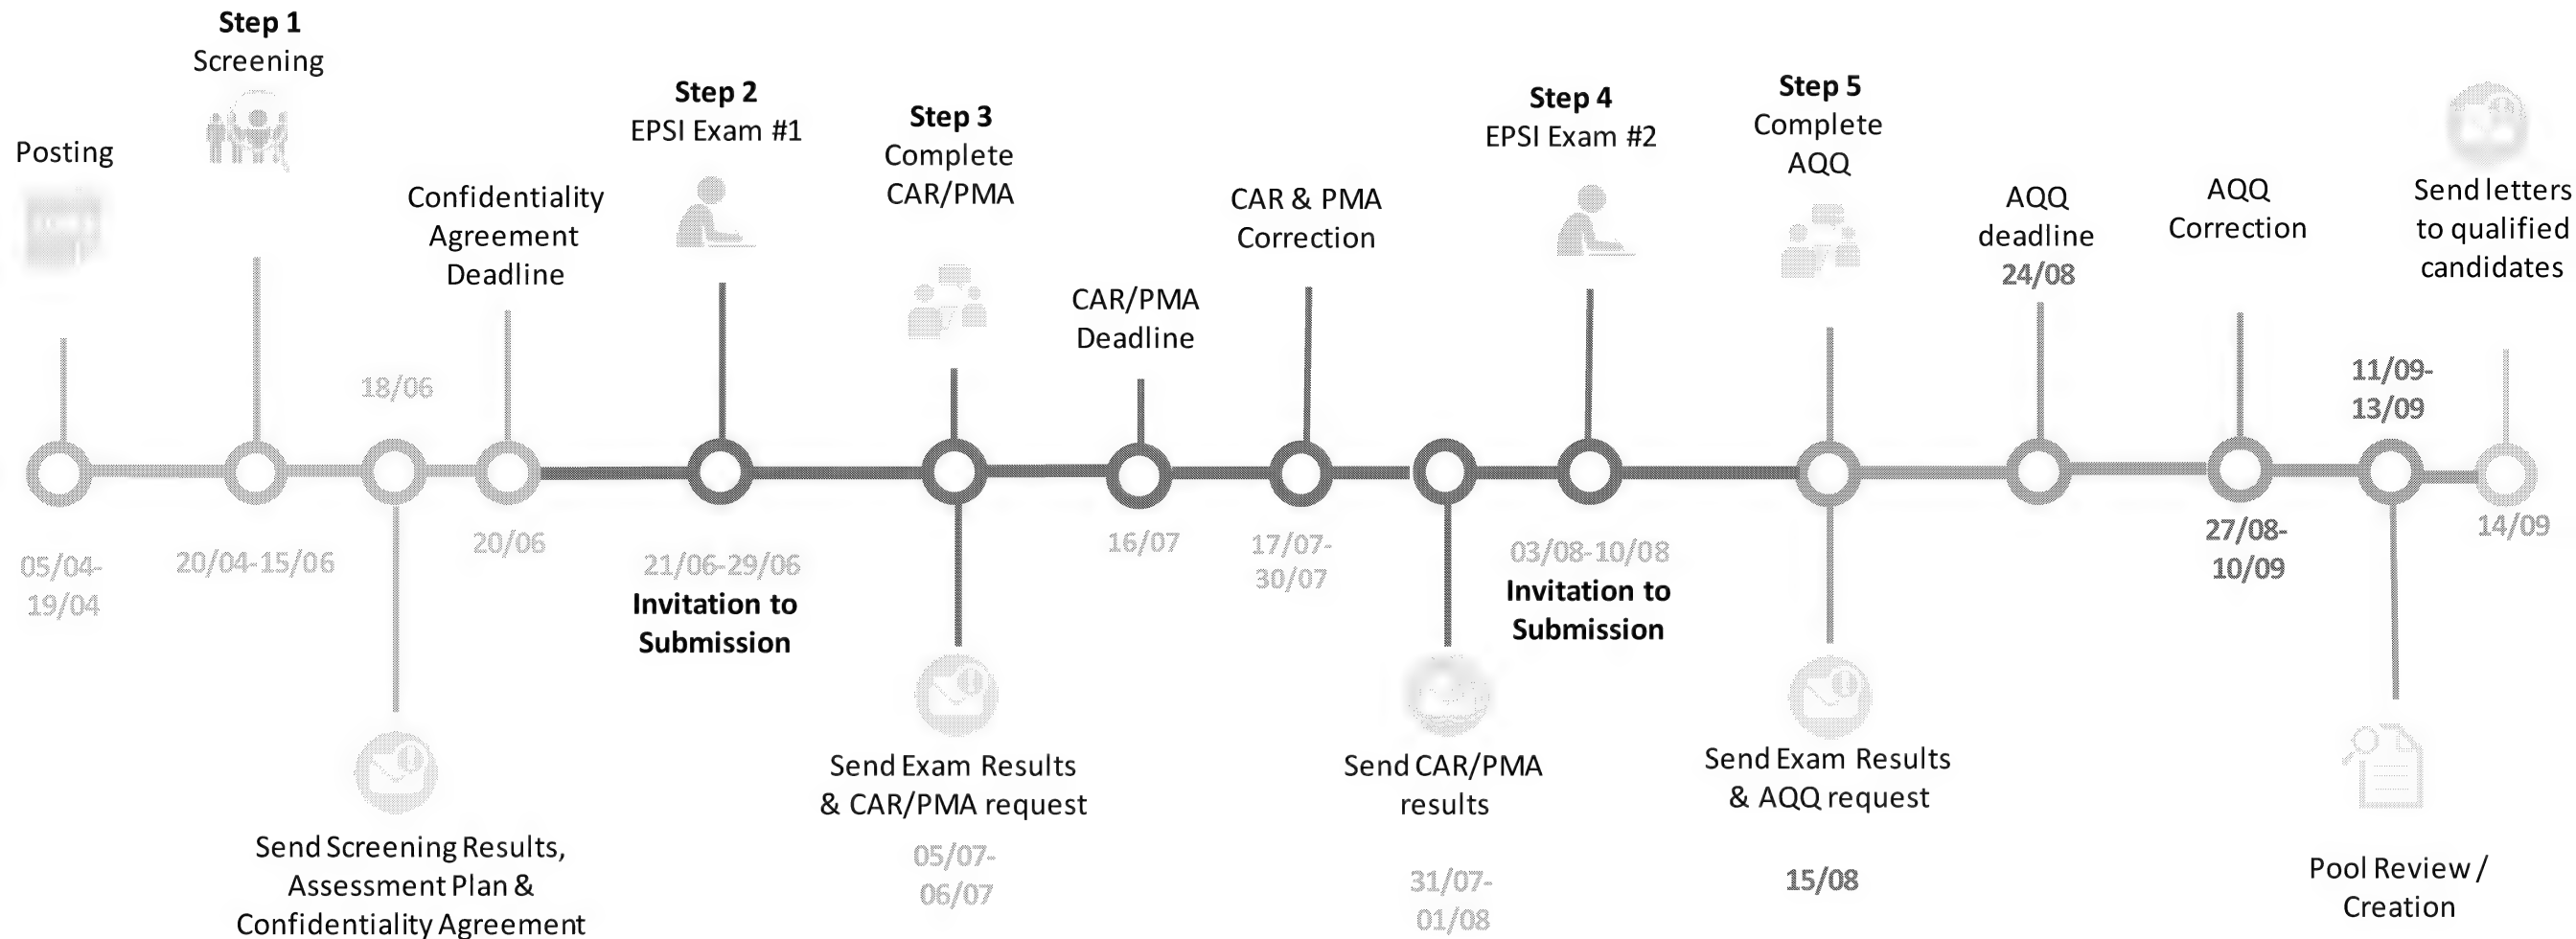 Posting
05/04-
19/04
Step 1
Screening
20/04-15/06
18/06
Send Screening Results,
Assessment Plan &
Confidentiality Agreement
Confidentiality
Agreement
Deadline
20/06
Step 2
EPSI Exam #1
21/06-29/06
Invitation to
Submission
Step 3
Complete
CAR/PMA
Send Exam Results
& CAR/PMA request
05/07-
06/07
CAR/PMA
Deadline
16/07
CAR & PMA
Correction
17/07-
30/07
Send CAR/PMA
results
31/07-
01/08
Step 4
EPSI Exam #2
03/08-10/08
Invitation to
Submission
Step 5
Complete
AQQ
Send Exam Results
& AQQ request
15/08
AQQ
deadline
24/08
AQQ
Correction
27/08-
10/09
11/09-
13/09
Pool Review /
Creation
Send letters
to qualified
candidates
14/09